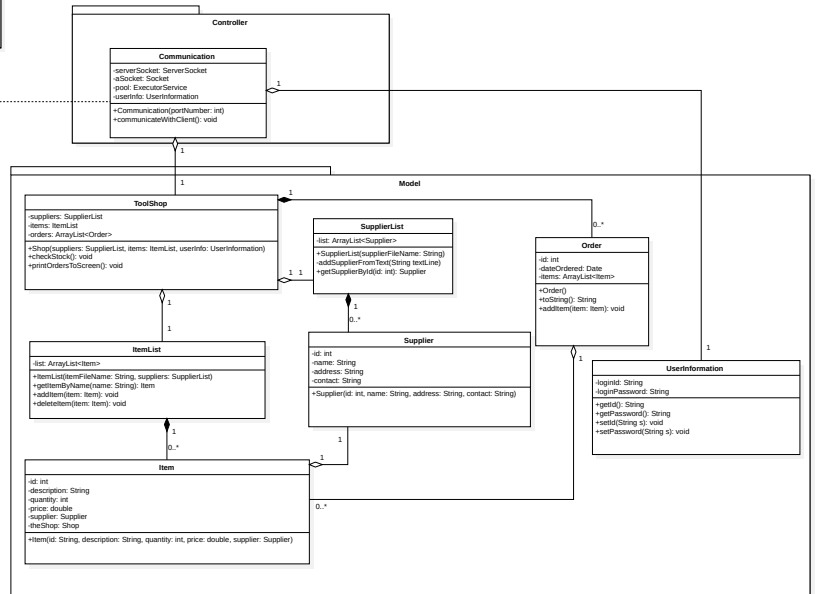 Controller
Communication
-serverSocket: ServerSocket
-aSocket: Socket
-pool: ExecutorService
-userInfo: UserInformation
+Communication(portNumber: int)
+communicateWithClient(): void
1
1
1
Model
ToolShop
-suppliers: SupplierList
-items: ItemList
-orders: ArrayList<Order>
+Shop(suppliers: SupplierList, items: ItemList, userInfo: UserInformation)
+checkStock(): void
+printOrdersToScreen(): void
1
0..*
SupplierList
-list: ArrayList<Supplier>
+SupplierList(supplierFileName: String)
-addSupplierFromText(String textLine)
+getSupplierById(id: int): Supplier
1 1
Order
-id: int
-dateOrdered: Date
-items: ArrayList<Item>
+Order()
+toString(): String
+addItem(item: Item): void
1
1
1
0..*
ItemList
-list: ArrayList<Item>
+ItemList(itemFileName: String, suppliers: SupplierList)
+getItemByName(name: String): Item
+addItem(item: Item): void
+deleteItem(item: Item): void
Supplier
-id: int
-name: String
-address: String
-contact: String
+Supplier(id: int, name: String, address: String, contact: String)
1
1
UserInformation
-loginId: String
-loginPassword: String
+getId(): String
+getPassword(): String
+setId(String s): void
+setPassword(String s): void
1
0..*
1
1
Item
-id: int
-description: String
-quantity: int
-price: double
-supplier: Supplier
-theShop: Shop
+Item(id: String, description: String, quantity: int, price: double, supplier: Supplier)
0..*